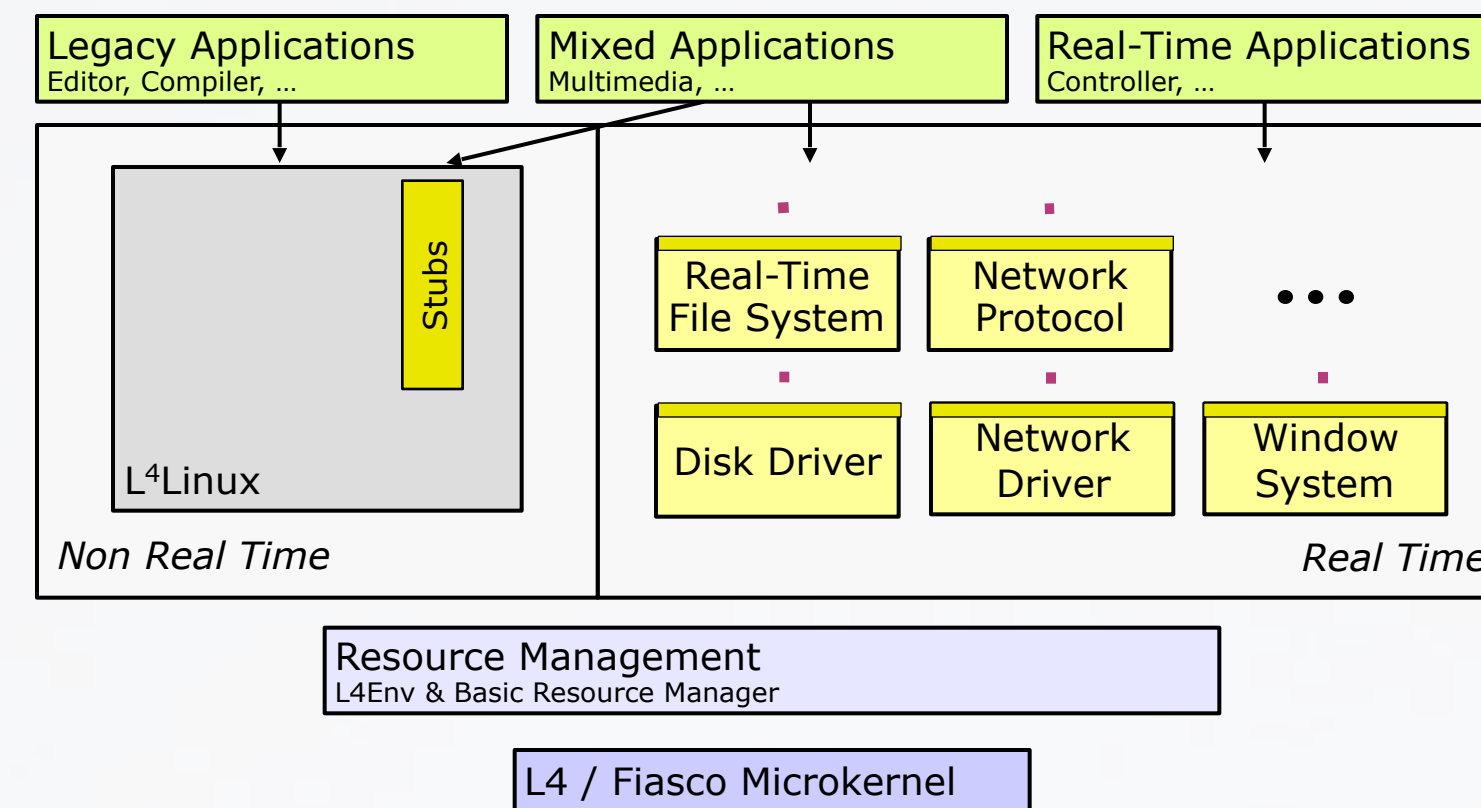 Legacy Applications
Editor, Compiler, …
Mixed Applications
Multimedia, …
Real-Time Applications
Controller, …
Stubs
L⁴Linux
Non Real Time
Real-Time
File System
Network
Protocol
•••
Disk Driver
Network
Driver
Window
System
Real Time
Resource Management
L4Env & Basic Resource Manager
L4 / Fiasco Microkernel